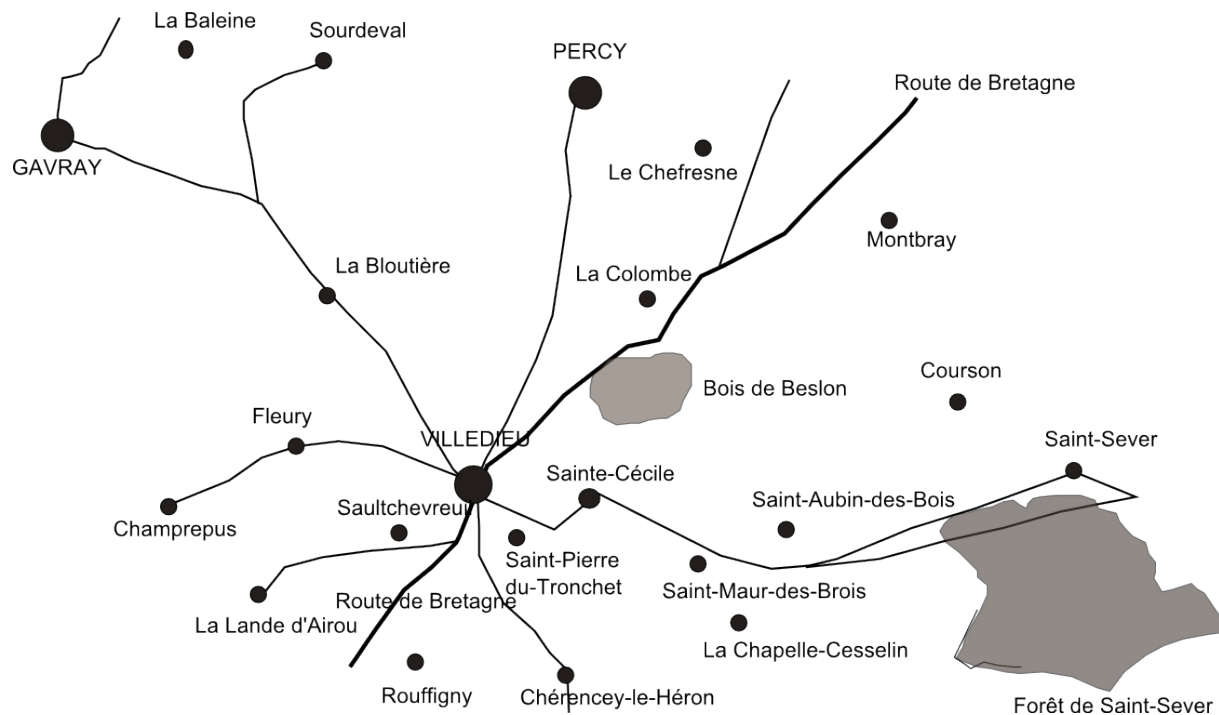 La Baleine
Sourdeval
PERCY
Route de Bretagne
GAVRAY
Le Chefresne
Montbray
La Bloutière
La Colombe
Courson
Bois de Beslon
Fleury
VILLEDIEU
Saint-Sever
Sainte-Cécile
Saint-Aubin-des-Bois
Saultchevreuil
Champrepus
Saint-Pierre
du-Tronchet
Saint-Maur-des-Brois
Route de Bretagne
La Lande d'Airou
La Chapelle-Cesselin
Rouffigny
Chérencey-le-Héron
Forêt de Saint-Sever